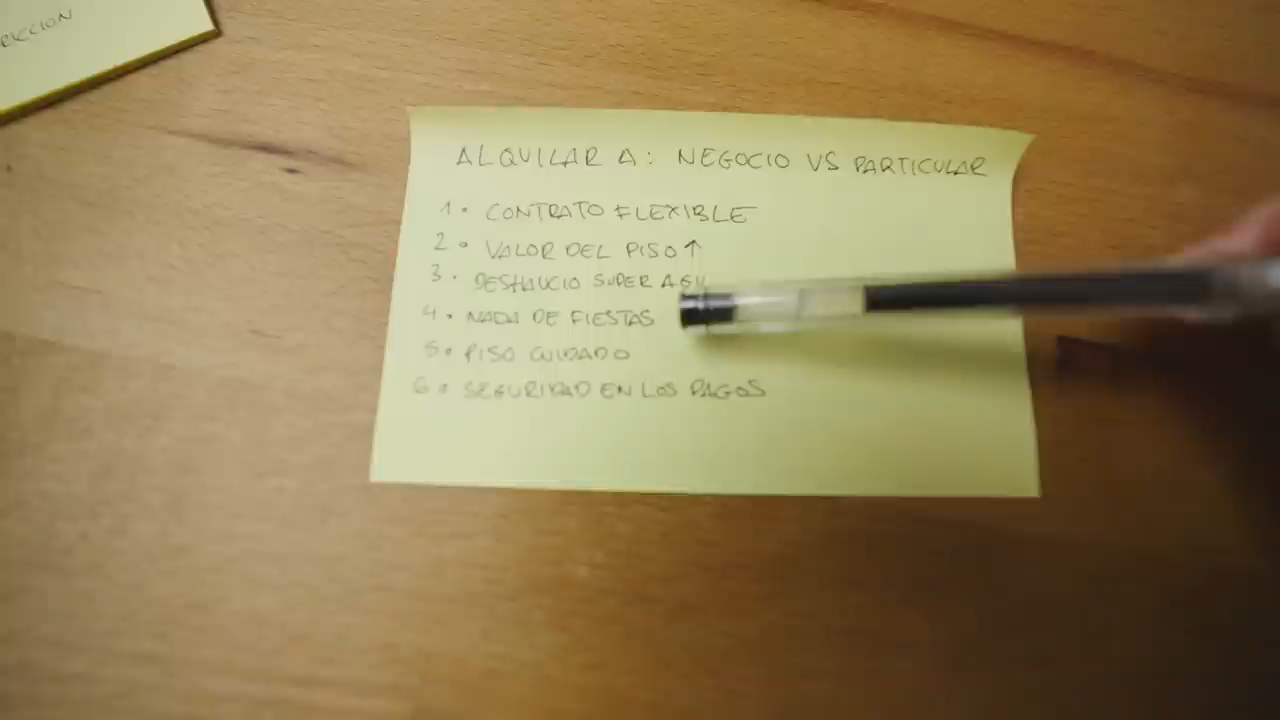 ALQUILAR A: NEGOCIO VS PARTICULAR
1. CONTRATO FLEXIBLE
2. VALOR DEL PISO ↑
3. DESHAUCIO SUPER
4. NADA DE FIESTAS
5. PISO CUIDADO
6. SEGURIDAD EN LOS PAGOS